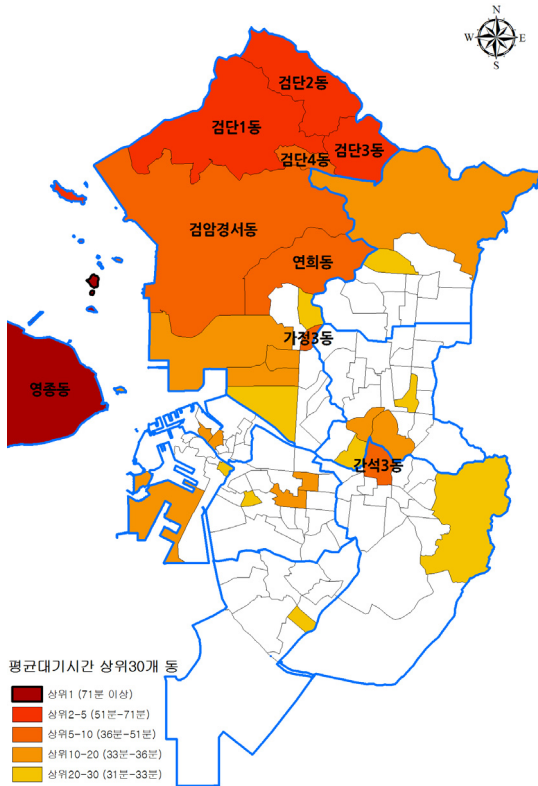 N
W E
S
검단2동
검단1동
검단3동
검단4동
검암경서동
연희동
가정3동
영종동
간석3동
평균대기시간 상위30개 동
상위1 (71분 이상)
상위2-5 (51분-71분)
상위5-10 (36분-51분)
상위10-20 (33분-36분)
상위20-30 (31분-33분)